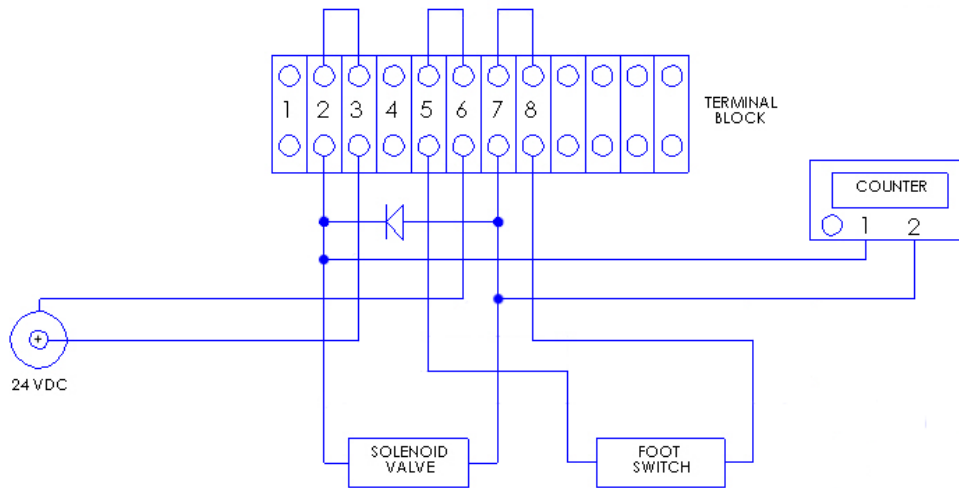 1 2 3 4 5 6 7 8
TERMINAL
BLOCK
COUNTER
1 2
+
24 VDC
SOLENOID
VALVE
FOOT
SWITCH